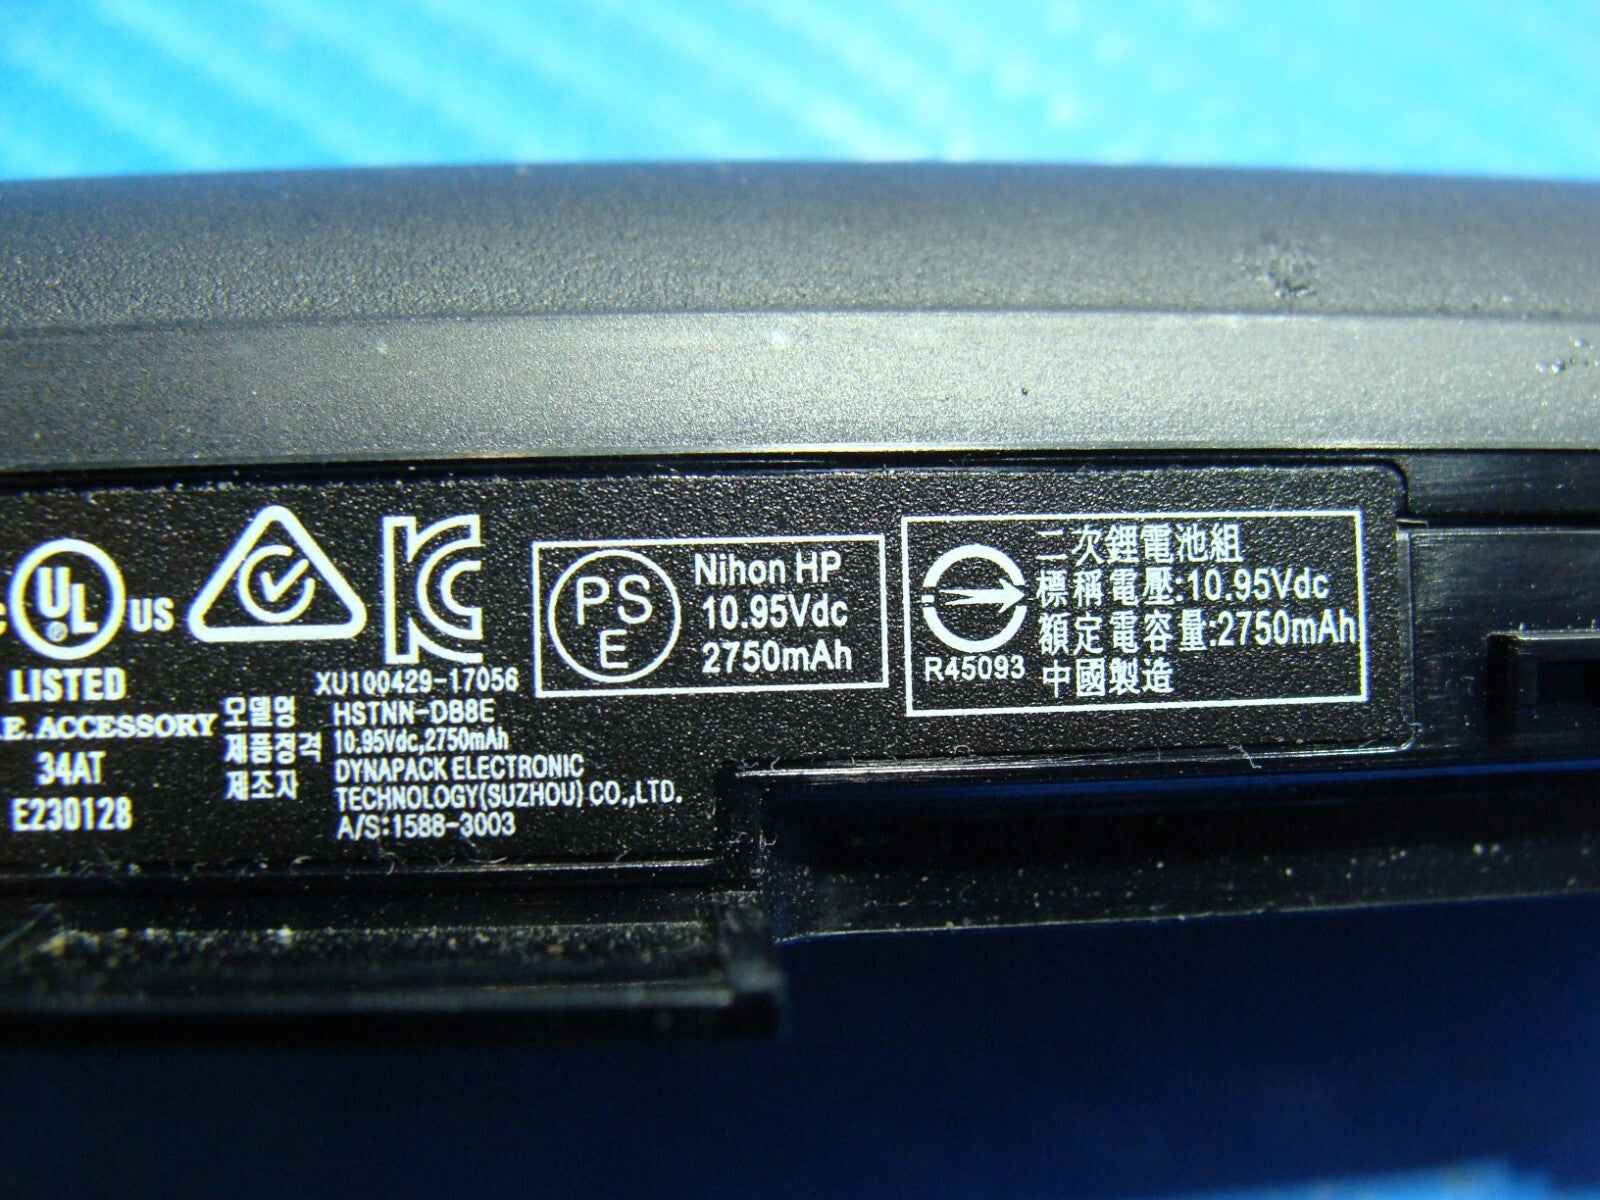 UL US
LISTED
.E. ACCESSORY
34AT
E230128
XU100429-17056
모델명 HSTNN-DB8E
제품정격 10.95Vdc,2750mAh
제조자 DYNAPACK ELECTRONIC
TECHNOLOGY(SUZHOU) CO.,LTD.
A/S:1588-3003
PS
E
Nihon HP
10.95Vdc
2750mAh
R45093
二次鋰電池組
標稱電壓:10.95Vdc
額定電容量:2750mAh
中國製造